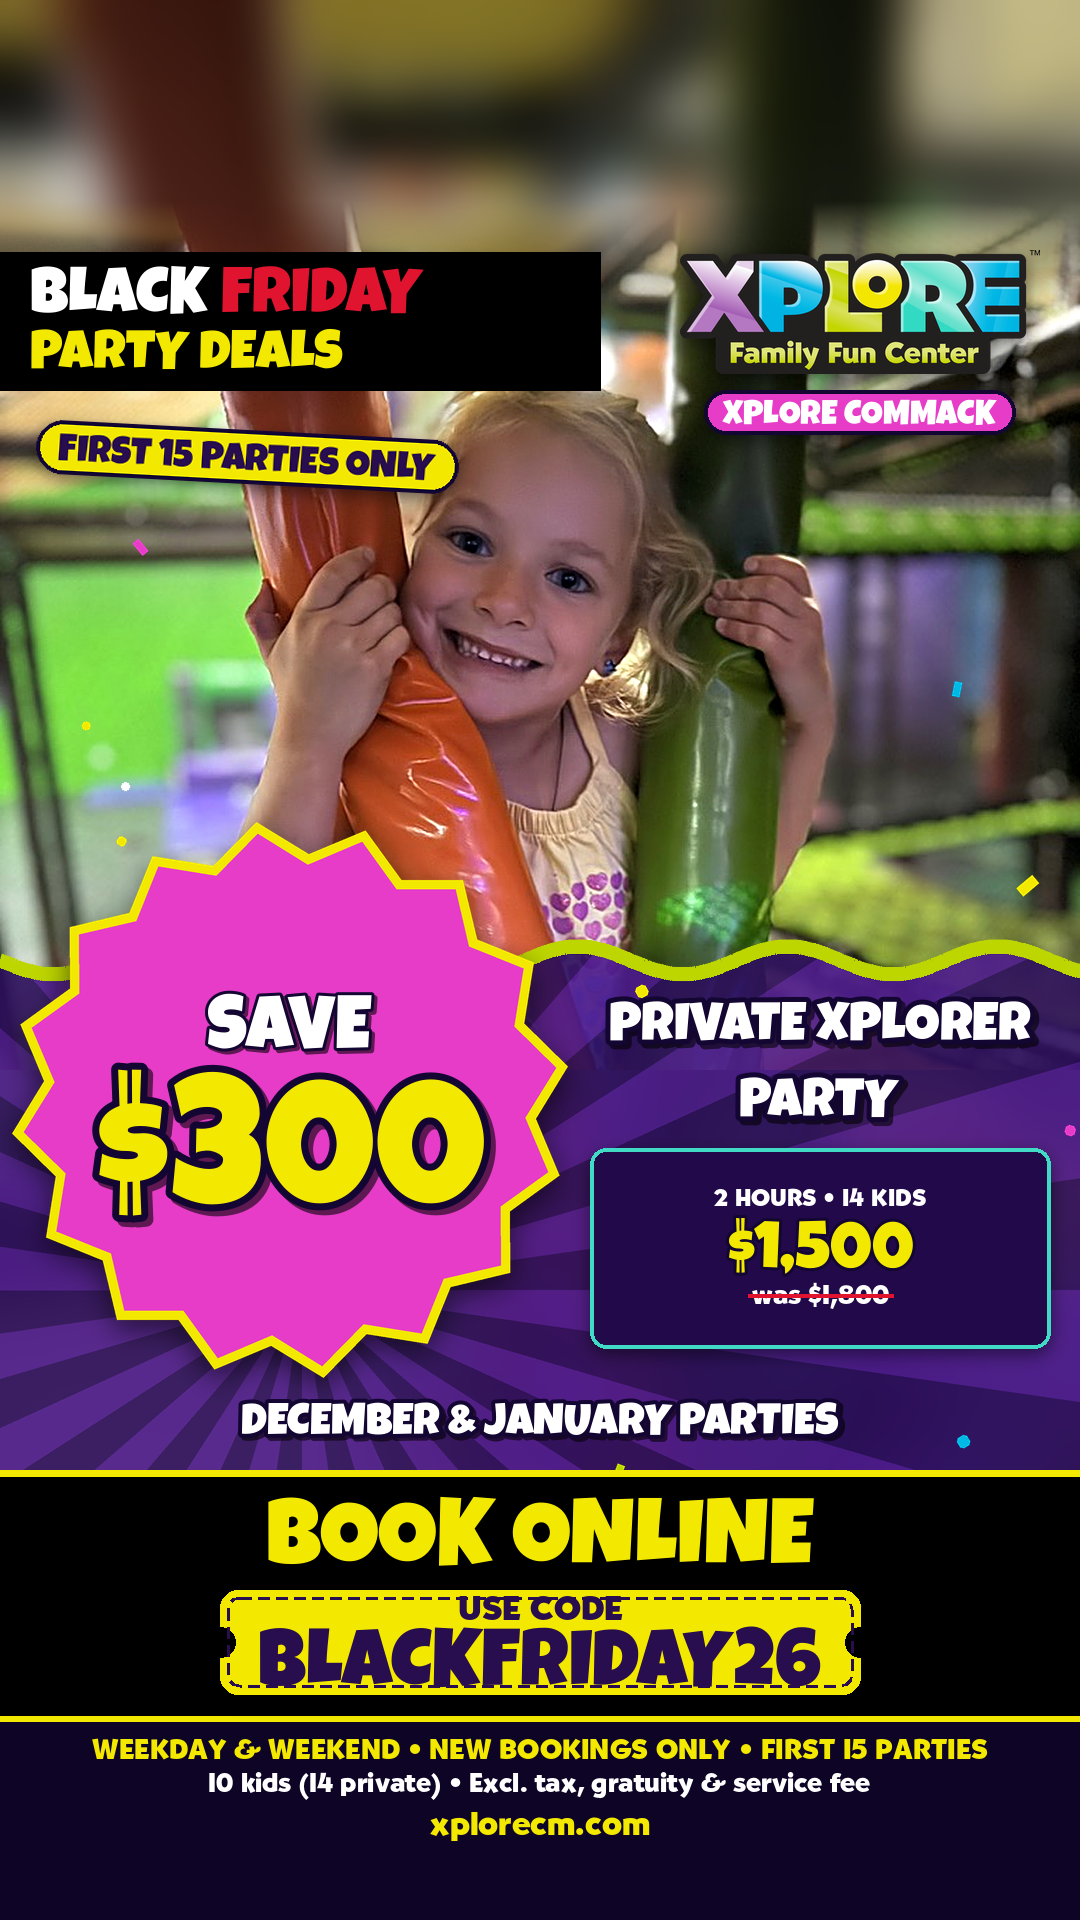 BLACK FRIDAY
PARTY DEALS
XPLORE
™
Family Fun Center
XPLORE COMMACK
FIRST 15 PARTIES ONLY
SAVE
$300
PRIVATE XPLORER
PARTY
2 HOURS • 14 KIDS
$1,500
was $1,800
DECEMBER & JANUARY PARTIES
BOOK ONLINE
USE CODE
BLACKFRIDAY26
WEEKDAY & WEEKEND • NEW BOOKINGS ONLY • FIRST 15 PARTIES
10 kids (14 private) • Excl. tax, gratuity & service fee
xplorecm.com